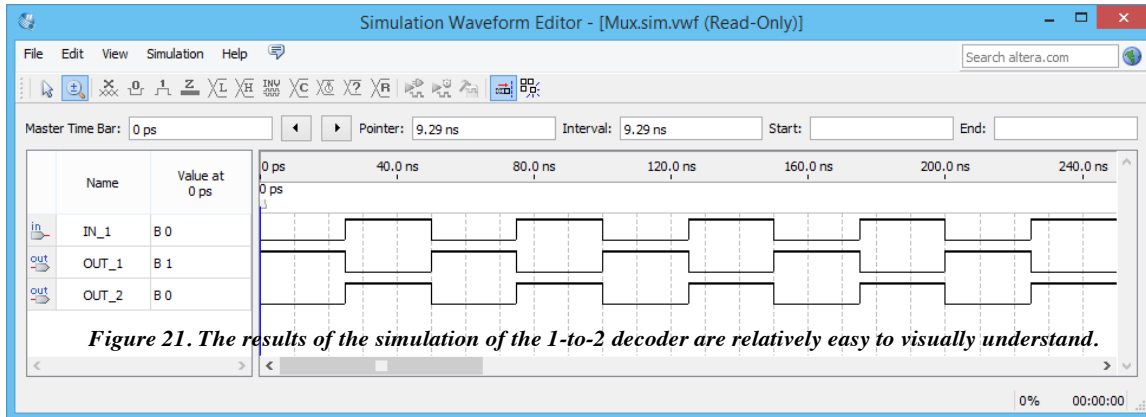 Simulation Waveform Editor - [Mux.sim.vwf (Read-Only)]
File Edit View Simulation Help
Search altera.com
Master Time Bar: 0 ps
Pointer: 9.29 ns
Interval: 9.29 ns
Start:
End:
Name
Value at
0 ps
0 ps 40.0 ns 80.0 ns 120.0 ns 160.0 ns 200.0 ns 240.0 ns
0 ps
in IN_1 B 0
out OUT_1 B 1
out OUT_2 B 0
Figure 21. The results of the simulation of the 1-to-2 decoder are relatively easy to visually understand.
0% 00:00:00